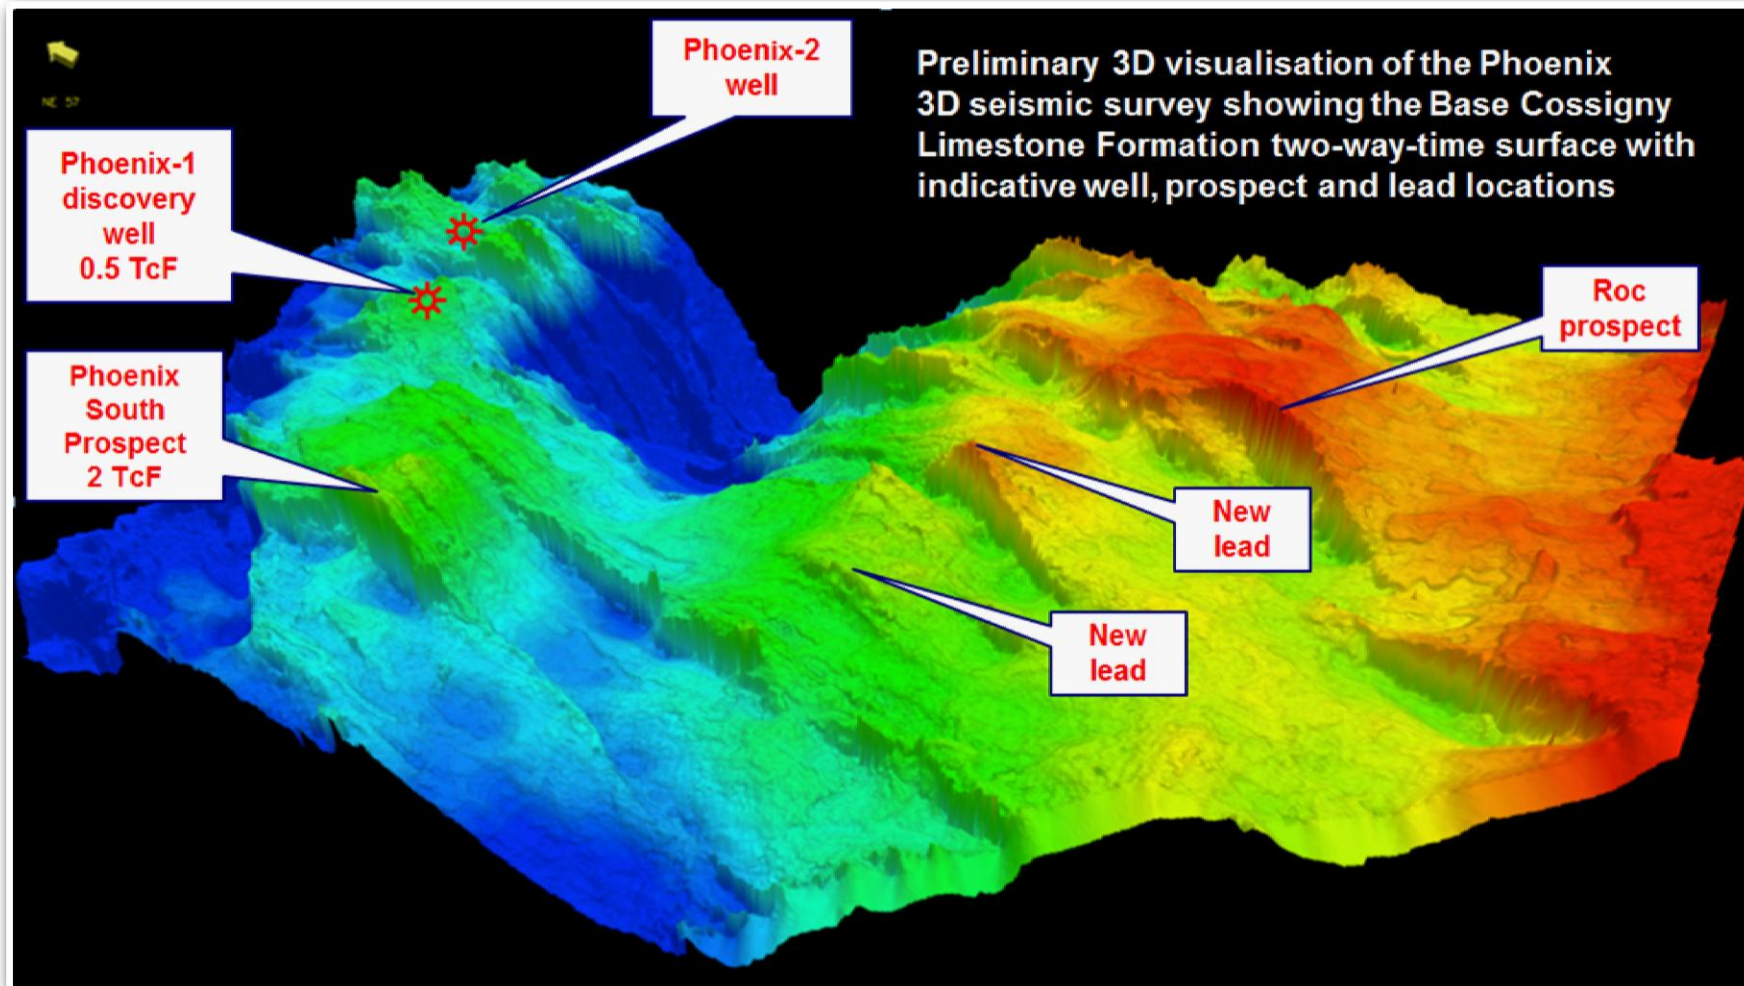 Preliminary 3D visualisation of the Phoenix
3D seismic survey showing the Base Cossigny
Limestone Formation two-way-time surface with
indicative well, prospect and lead locations
NE 57
Phoenix-2
well
Phoenix-1
discovery
well
0.5 TcF
Phoenix
South
Prospect
2 TcF
Roc
prospect
New
lead
New
lead